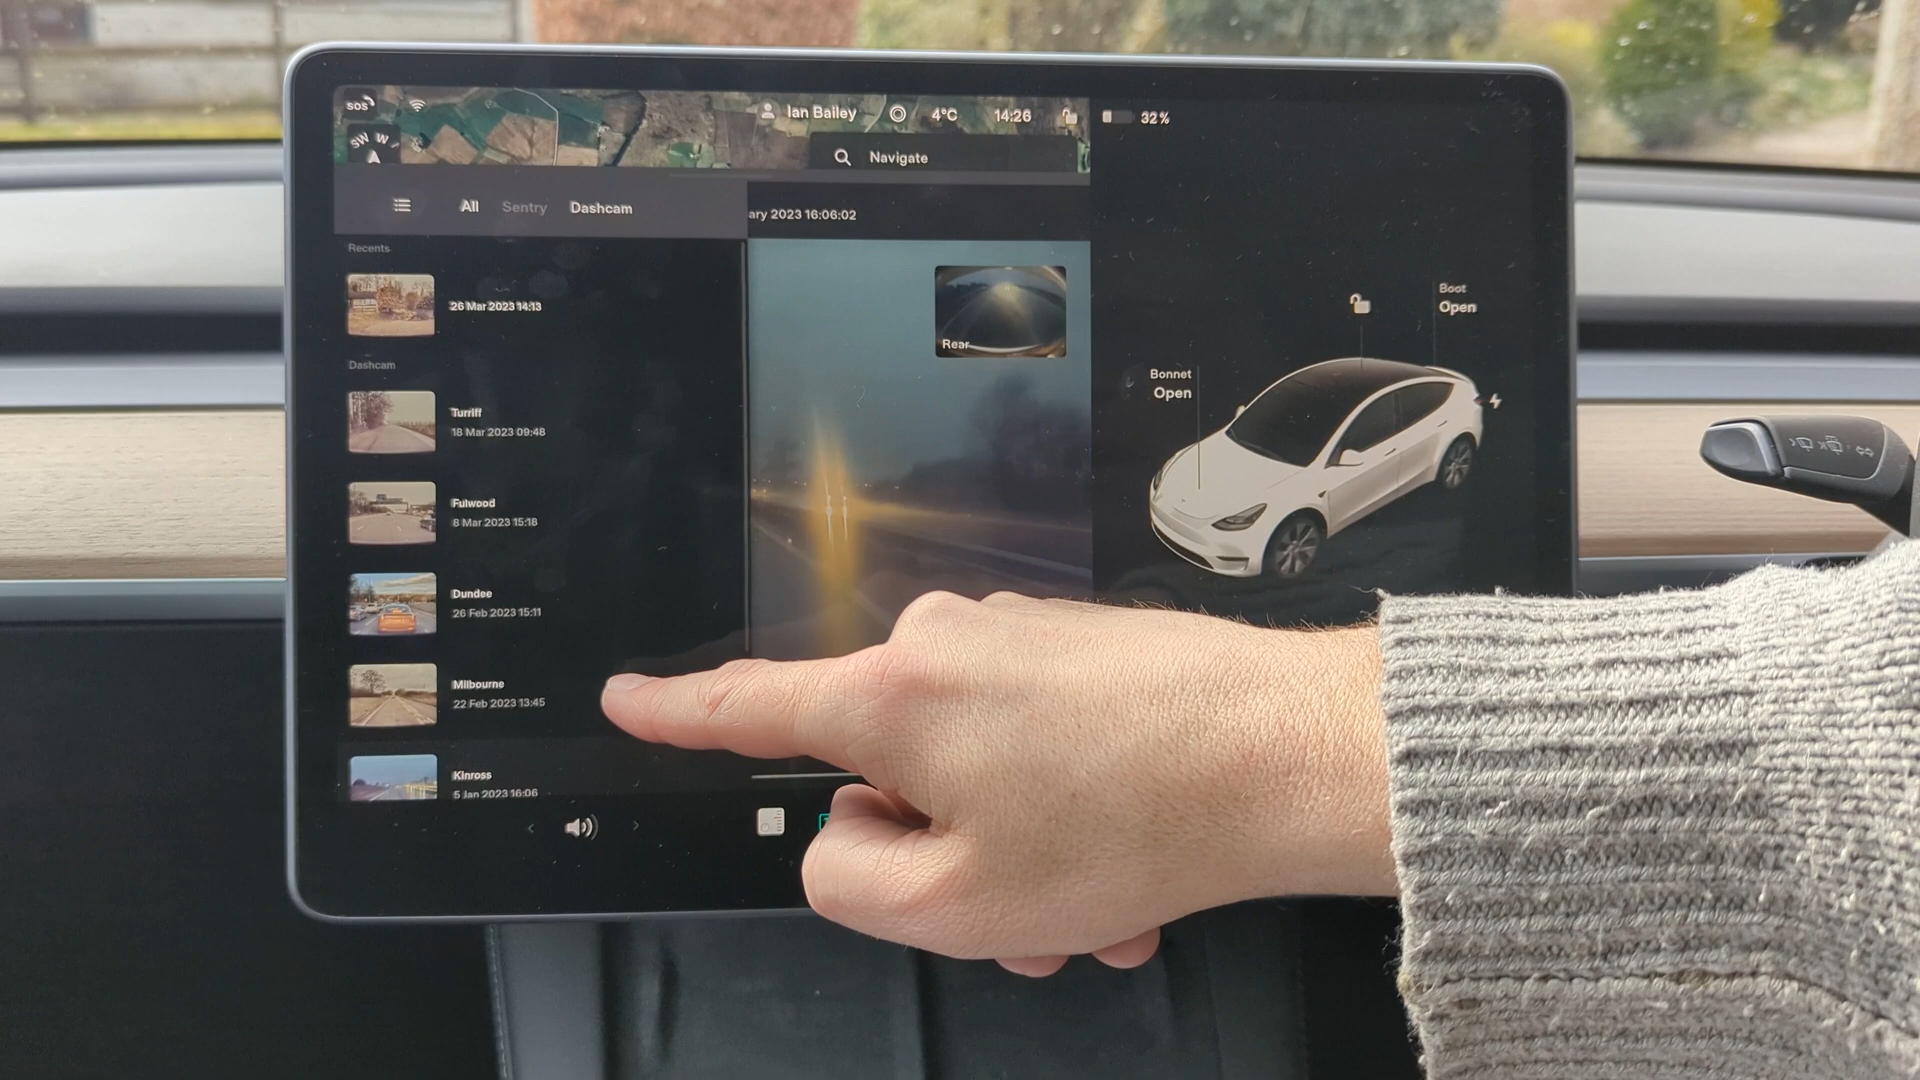 SOS
SW W
Ian Bailey
4°C
14:26
32%
Navigate
All Sentry Dashcam
ary 2023 16:06:02
Recents
26 Mar 2023 14:13
Dashcam
Turriff
18 Mar 2023 09:48
Fulwood
8 Mar 2023 15:18
Dundee
26 Feb 2023 15:11
Milbourne
22 Feb 2023 13:45
Kinross
5 Jan 2023 16:06
Rear
Bonnet
Open
Boot
Open